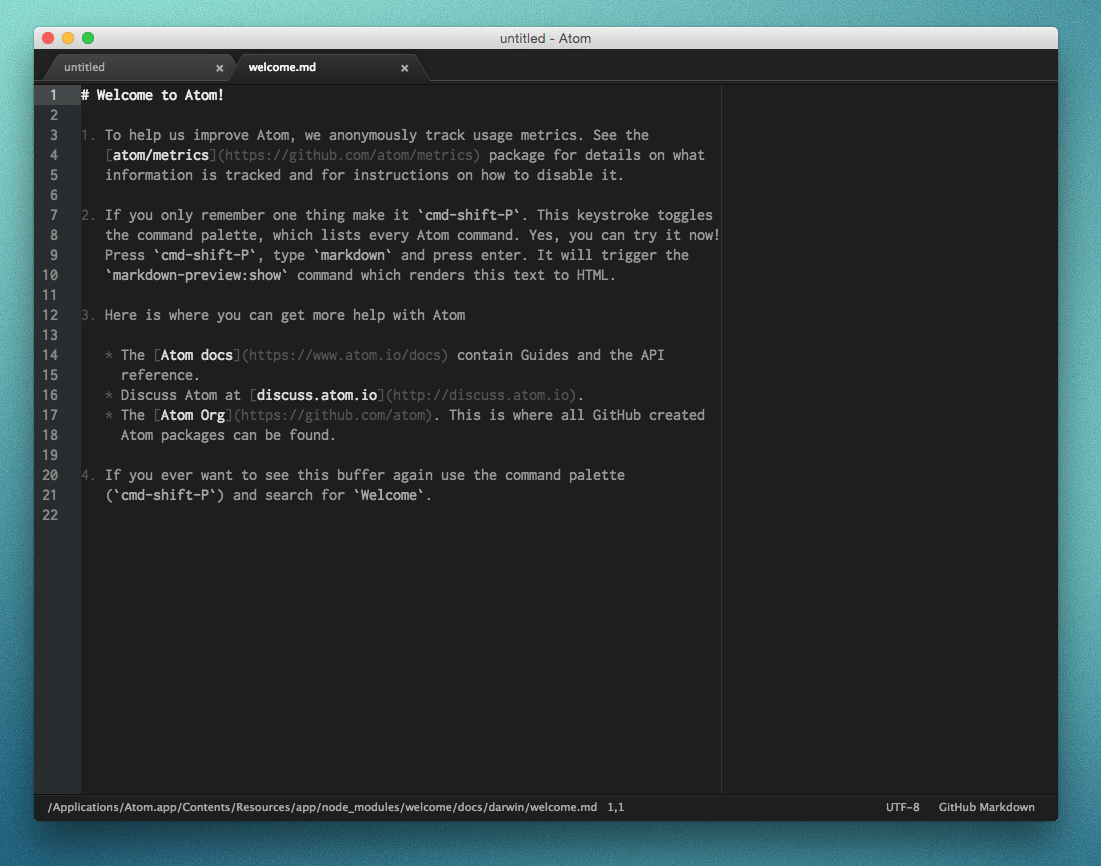 untitled - Atom
untitled × welcome.md ×
1 # Welcome to Atom!
2
3 1. To help us improve Atom, we anonymously track usage metrics. See the
4 [atom/metrics](https://github.com/atom/metrics) package for details on what
5 information is tracked and for instructions on how to disable it.
6
7 2. If you only remember one thing make it `cmd-shift-P`. This keystroke toggles
8 the command palette, which lists every Atom command. Yes, you can try it now!
9 Press `cmd-shift-P`, type `markdown` and press enter. It will trigger the
10 `markdown-preview:show` command which renders this text to HTML.
11
12 3. Here is where you can get more help with Atom
13
14 * The [Atom docs](https://www.atom.io/docs) contain Guides and the API
15 reference.
16 * Discuss Atom at [discuss.atom.io](http://discuss.atom.io).
17 * The [Atom Org](https://github.com/atom). This is where all GitHub created
18 Atom packages can be found.
19
20 4. If you ever want to see this buffer again use the command palette
21 (`cmd-shift-P`) and search for `Welcome`.
22
/Applications/Atom.app/Contents/Resources/app/node_modules/welcome/docs/darwin/welcome.md 1,1 UTF-8 GitHub Markdown